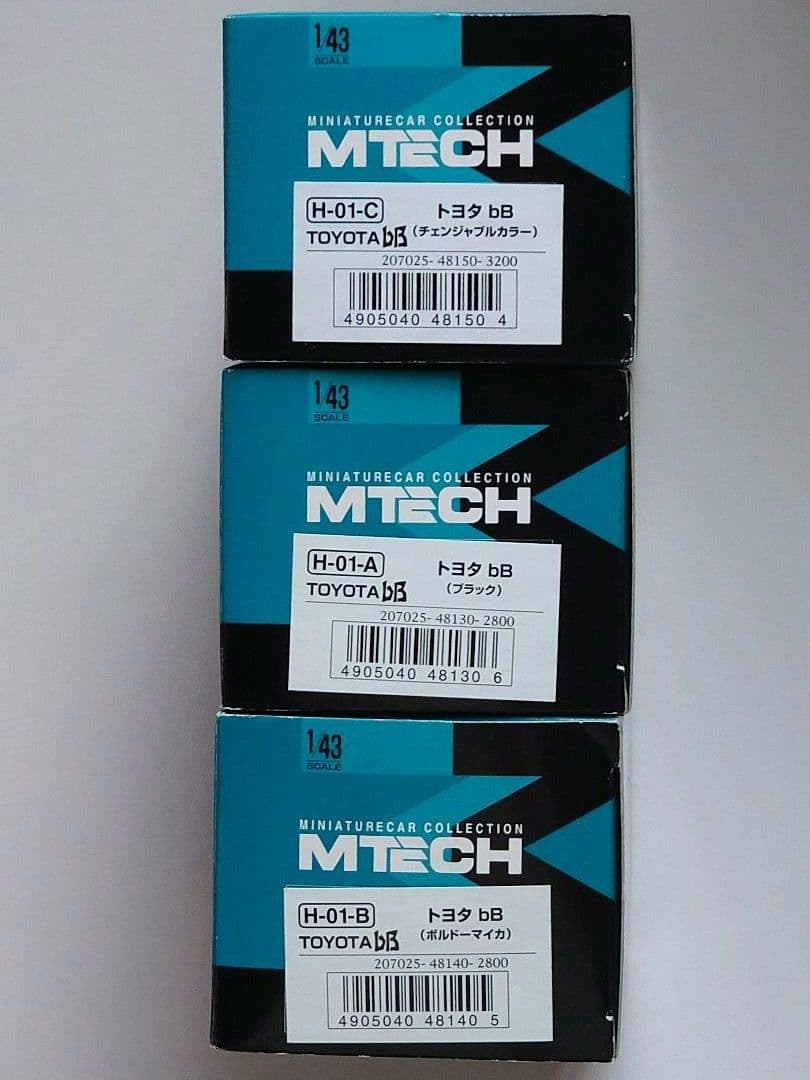 1/43
SCALE
MINIATURECAR COLLECTION
MTECH
H-01-C トヨタ bB
TOYOTA bB (チェンジャブルカラー)
207025-48150-3200
4905040 48150 4
1/43
SCALE
MINIATURECAR COLLECTION
MTECH
H-01-A トヨタ bB
TOYOTA bB (ブラック)
207025-48130-2800
4905040 48130 6
1/43
SCALE
MINIATURECAR COLLECTION
MTECH
H-01-B トヨタ bB
TOYOTA bB (ボルドーマイカ)
207025-48140-2800
4905040 48140 5